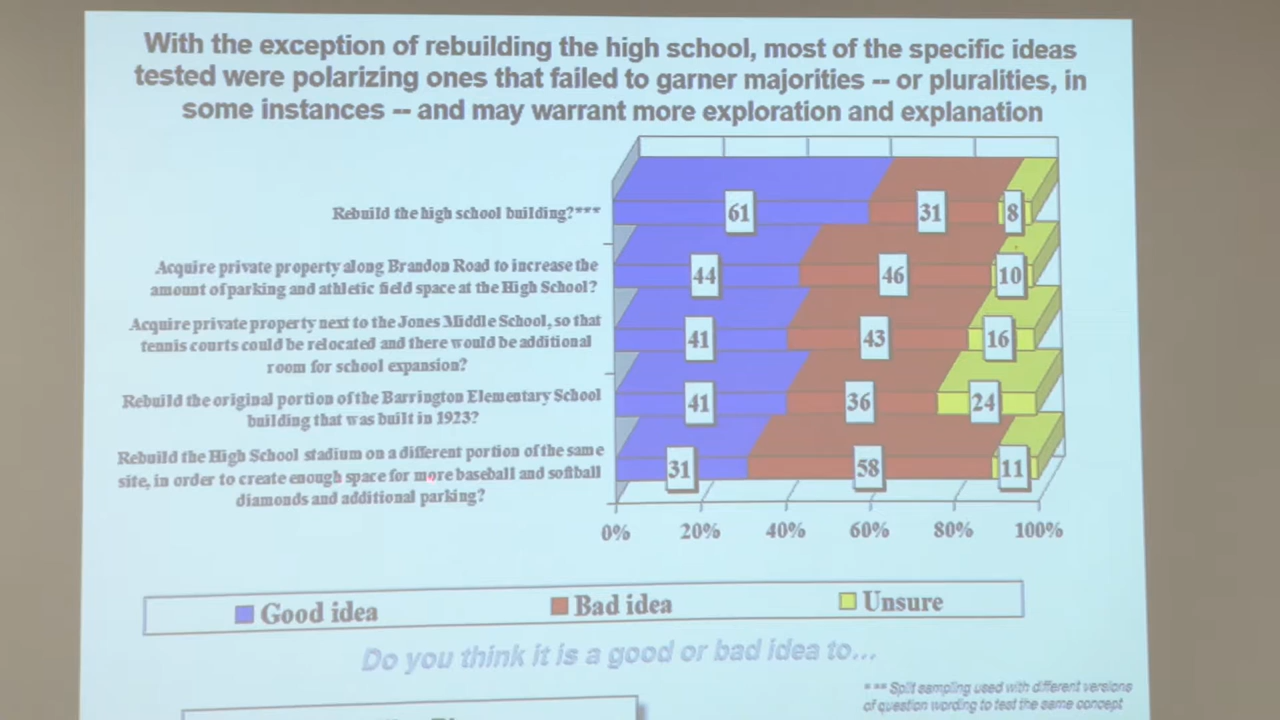 With the exception of rebuilding the high school, most of the specific ideas
tested were polarizing ones that failed to garner majorities -- or pluralities, in
some instances -- and may warrant more exploration and explanation
Rebuild the high school building?***
61
31
8
Acquire private property along Brandon Road to increase the
amount of parking and athletic field space at the High School?
44
46
10
Acquire private property next to the Jones Middle School, so that
tennis courts could be relocated and there would be additional
room for school expansion?
41
43
16
Rebuild the original portion of the Barrington Elementary School
building that was built in 1923?
41
36
24
Rebuild the High School stadium on a different portion of the same
site, in order to create enough space for more baseball and softball
diamonds and additional parking?
31
58
11
0% 20% 40% 60% 80% 100%
Good idea Bad idea Unsure
Do you think it is a good or bad idea to...
*** Split sampling used with different versions
of question wording to test the same concept